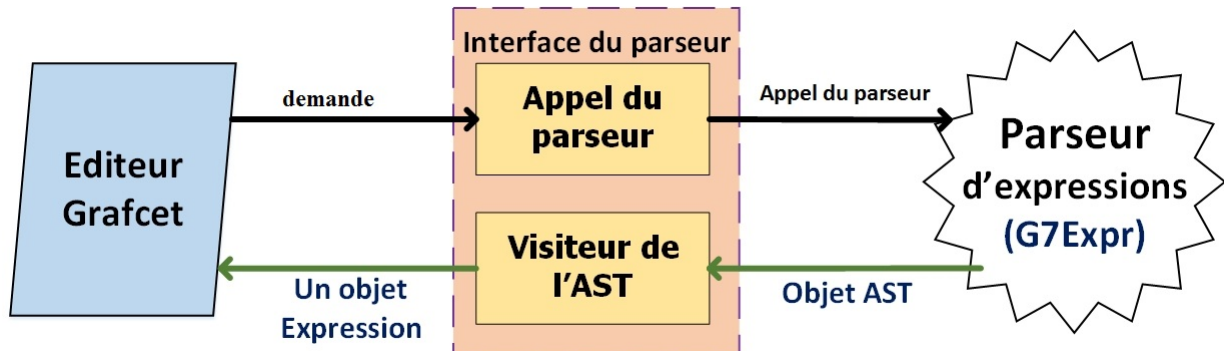 Interface du parseur
Editeur
Grafcet
demande
Appel du
parseur
Appel du parseur
Parseur
d’expressions
(G7Expr)
Visiteur de
l’AST
Un objet
Expression
Objet AST